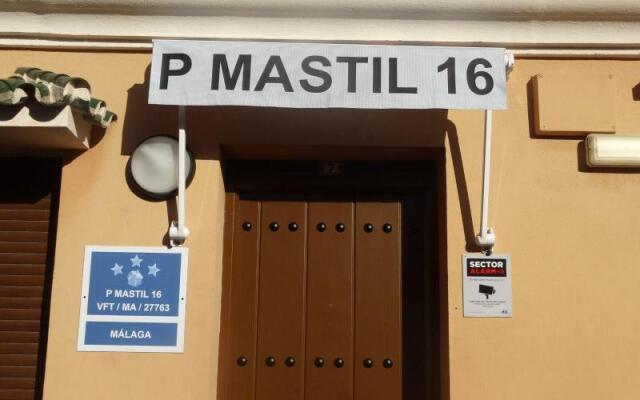 P MASTIL 16
P MASTIL 16
VFT / MA / 27763
MÁLAGA
SECTOR
ALARM